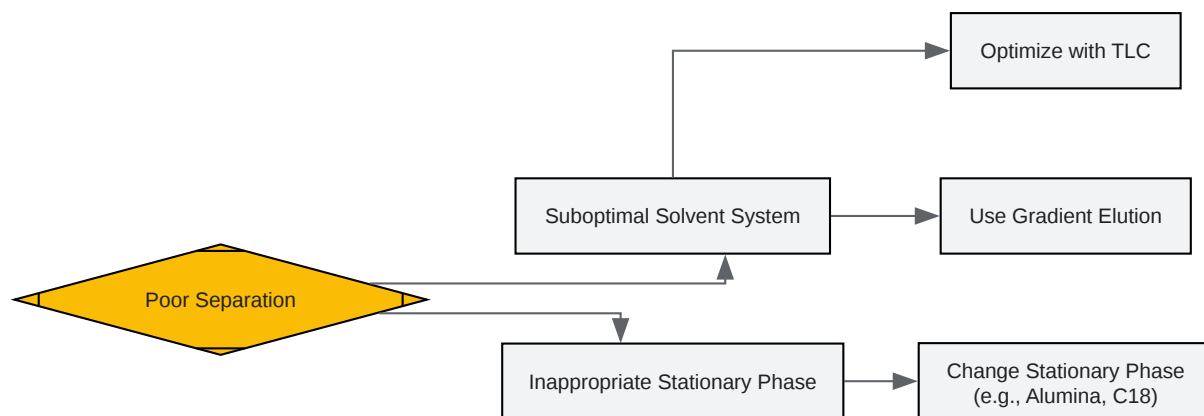 Optimize with TLC
Suboptimal Solvent System
Use Gradient Elution
Poor Separation
Inappropriate Stationary Phase
Change Stationary Phase
(e.g., Alumina, C18)